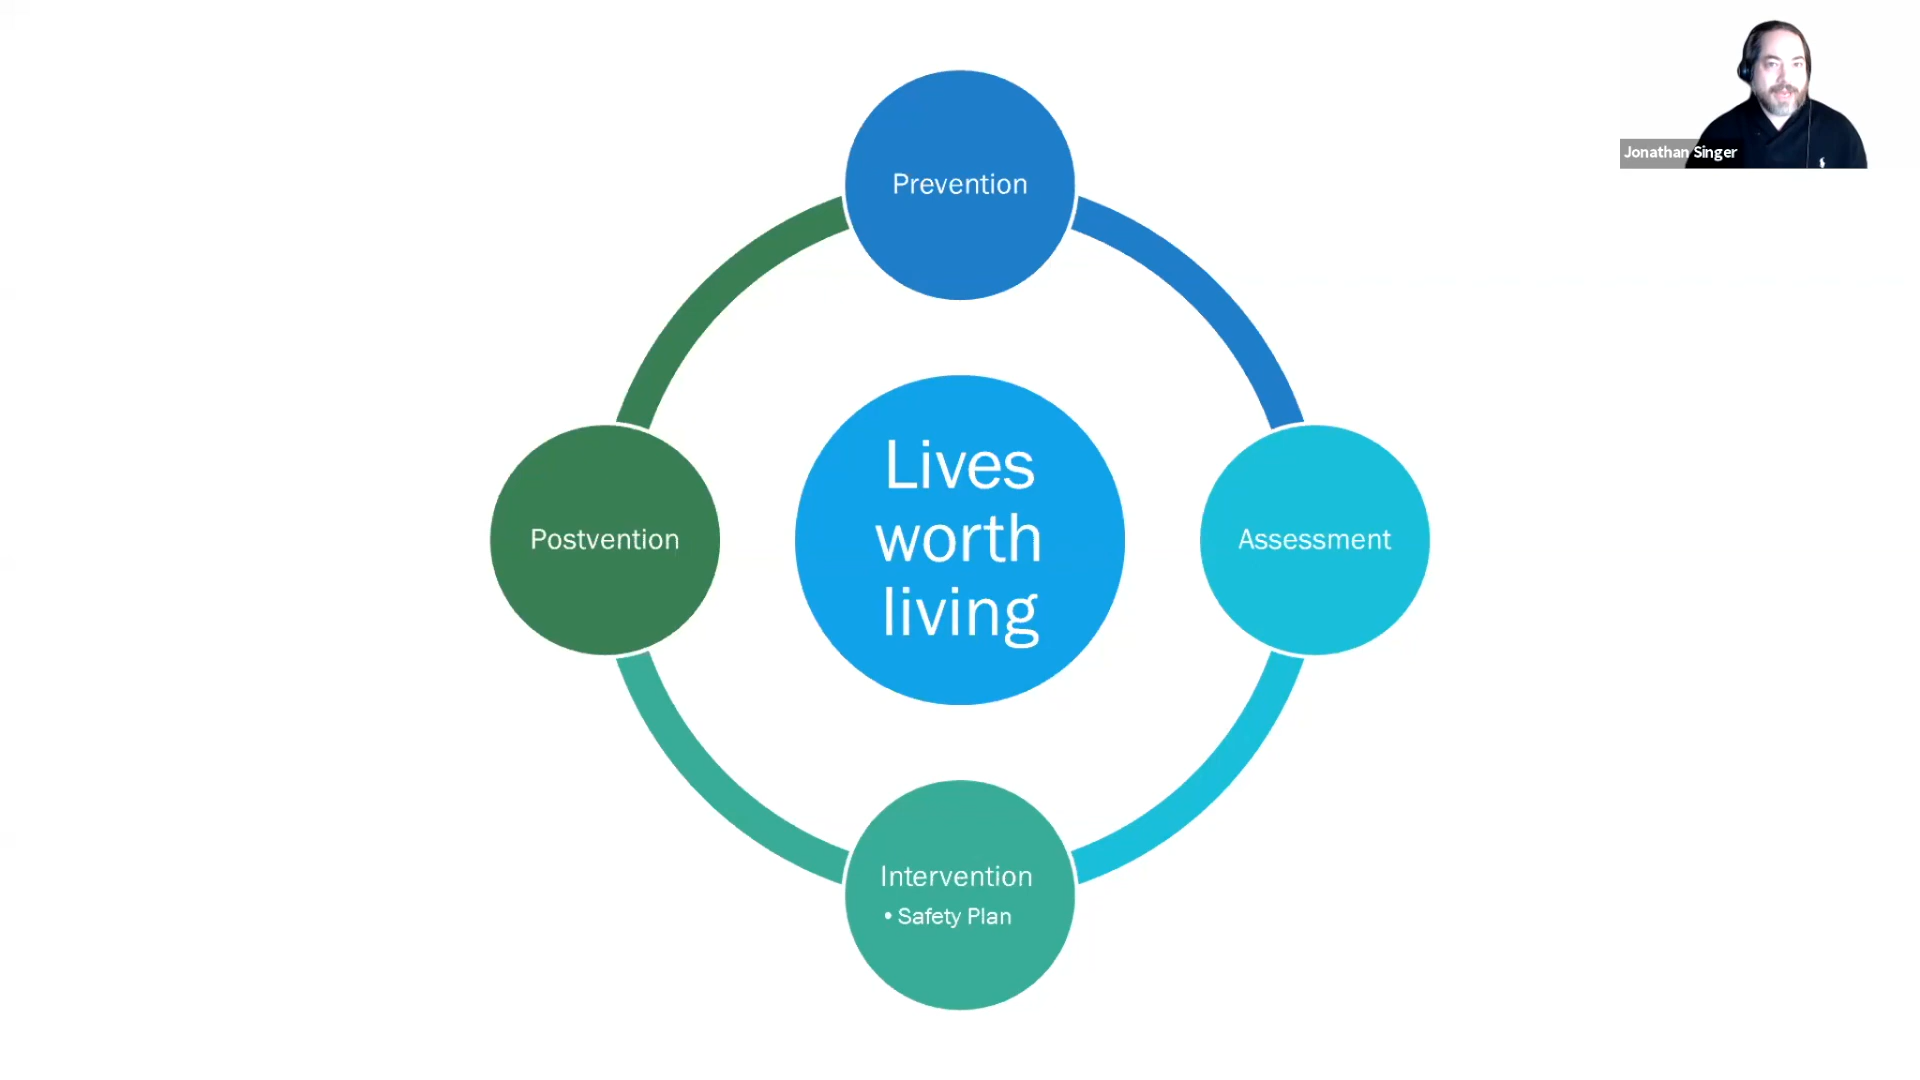 Jonathan Singer
Prevention
Postvention
Lives
worth
living
Assessment
Intervention
• Safety Plan